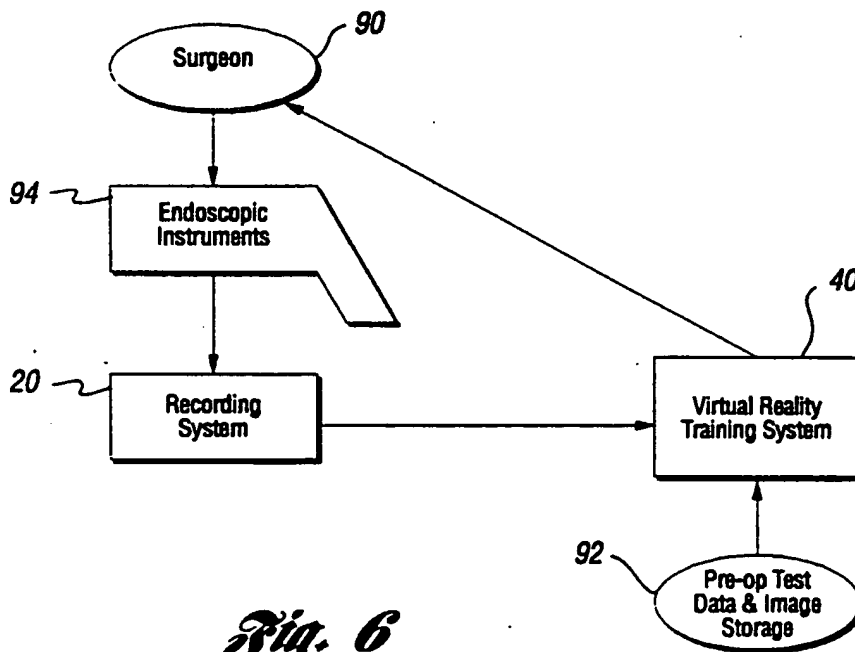 90
Surgeon
94
Endoscopic
Instruments
40
20
Recording
System
Virtual Reality
Training System
92
Pre-op Test
Data & Image
Storage
Fig. 6